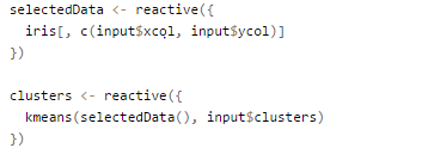 selectedData <- reactive({
  iris[, c(input$xcol, input$ycol)]
})

clusters <- reactive({
  kmeans(selectedData(), input$clusters)
})